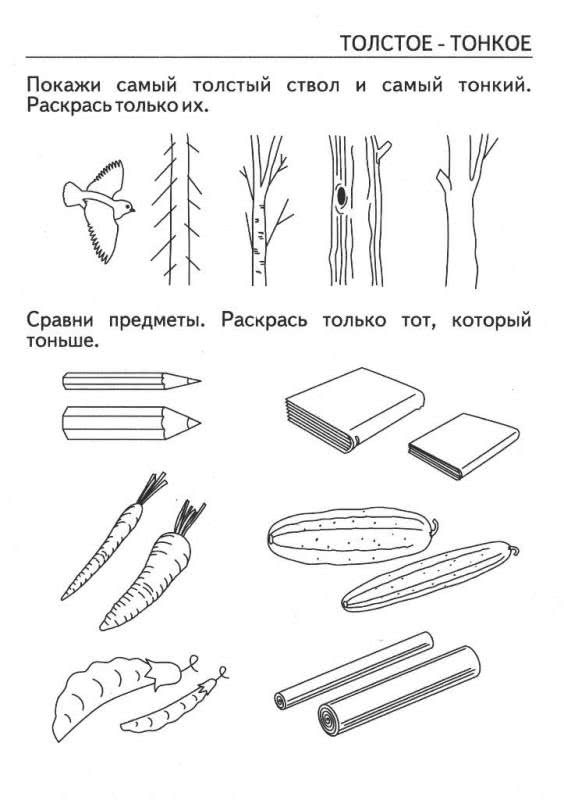 ТОЛСТОЕ - ТОНКОЕ
Покажи самый толстый ствол и самый тонкий.
Раскрась только их.
Сравни предметы. Раскрась только тот, который
тоньше.